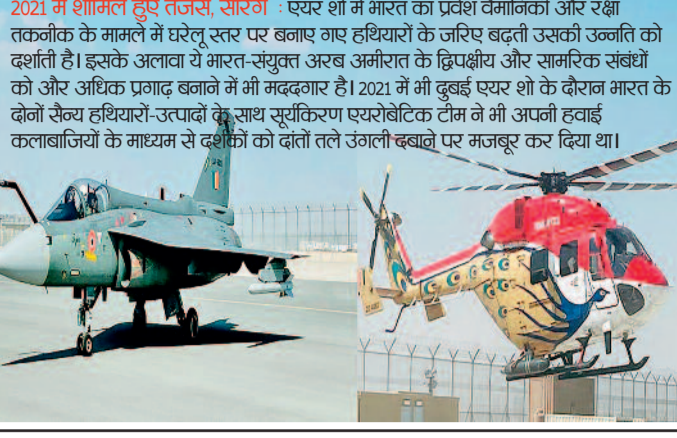 2021 में शामिल हुए तेजस, सारंग : एयर शो में भारत का प्रवेश वैमानिकी और रक्षा
तकनीक के मामले में घरेलू स्तर पर बनाए गए हथियारों के जरिए बढ़ती उसकी उन्नति को
दर्शाती है। इसके अलावा ये भारत-संयुक्त अरब अमीरात के द्विपक्षीय और सामरिक संबंधों
को और अधिक प्रगाढ़ बनाने में भी मददगार है। 2021 में भी दुबई एयर शो के दौरान भारत के
दोनों सैन्य हथियारों-उत्पादों के साथ सूर्यकिरण एयरोबेटिक टीम ने भी अपनी हवाई
कलाबाजियों के माध्यम से दर्शकों को दांतों तले उंगली दबाने पर मजबूर कर दिया था।